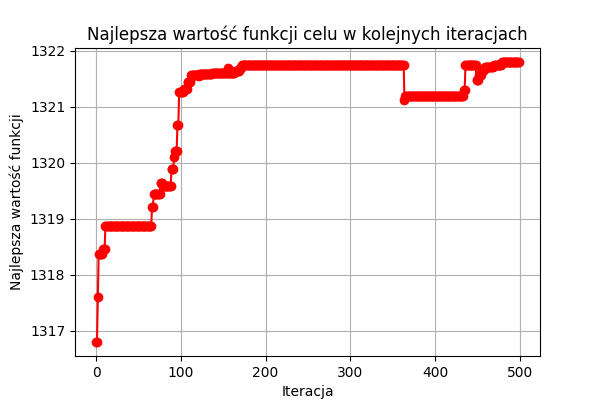 Najlepsza wartość funkcji celu w kolejnych iteracjach
Najlepsza wartość funkcji
1322
1321
1320
1319
1318
1317
0 100 200 300 400 500
Iteracja